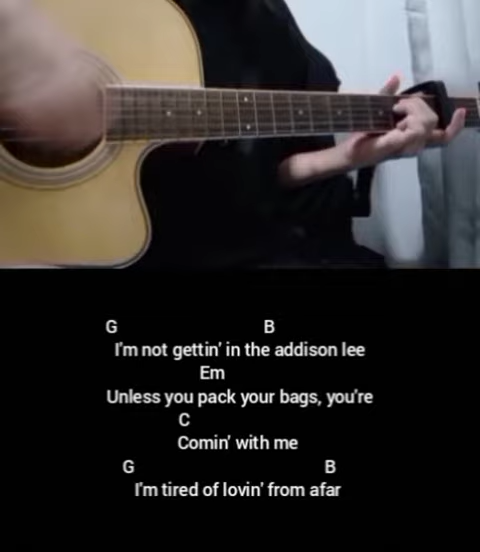 G B
I'm not gettin' in the addison lee
Em
Unless you pack your bags, you're
C
Comin' with me
G B
I'm tired of lovin' from afar